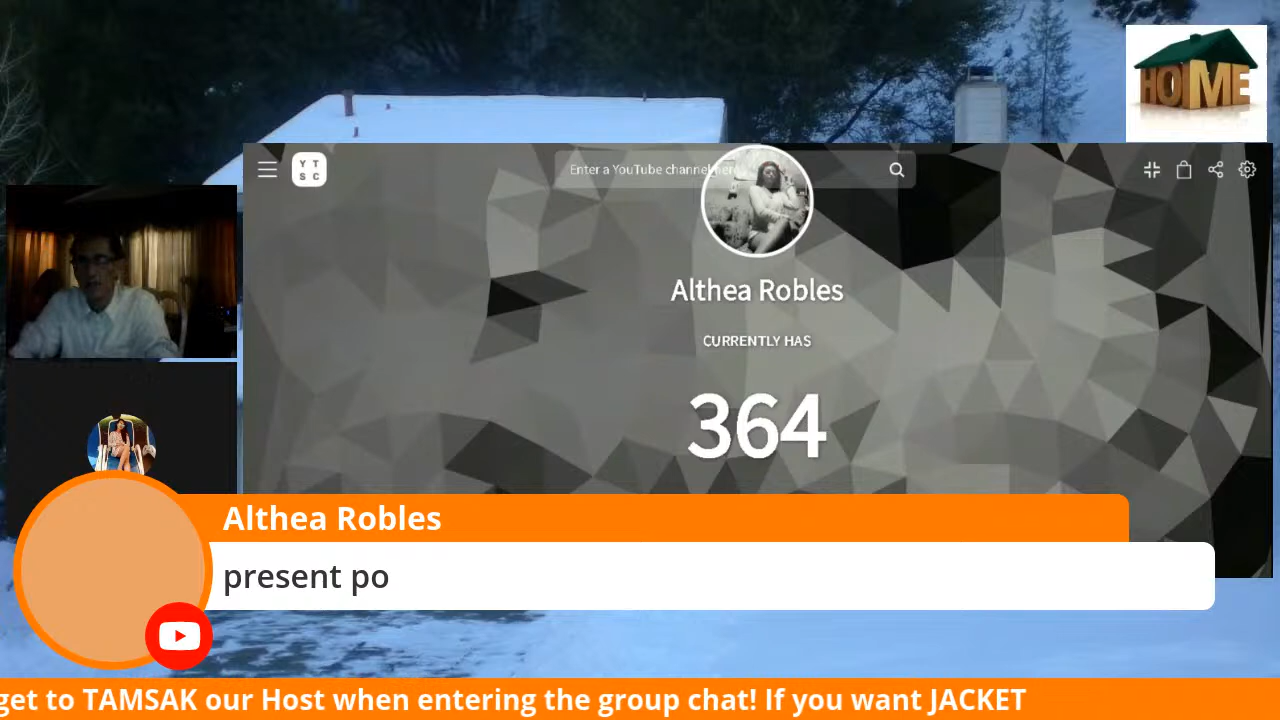 HOME
Y T
S C
Enter a YouTube channel here
Althea Robles
CURRENTLY HAS
364
Althea Robles
present po
get to TAMSAK our Host when entering the group chat! If you want JACKET